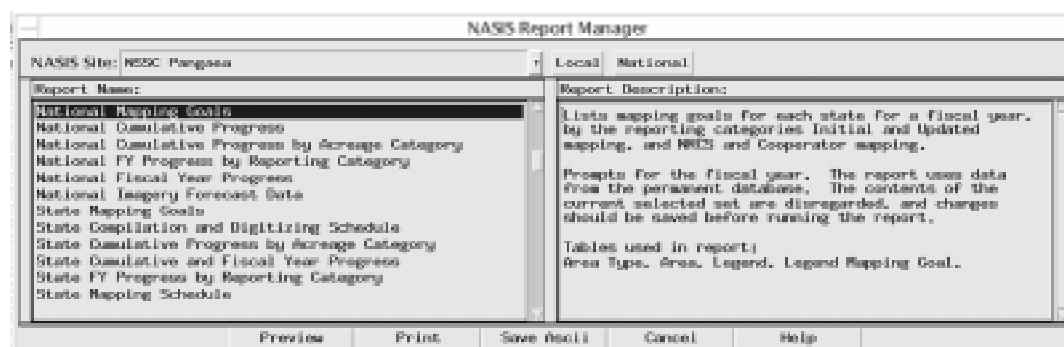 NASIS Report Manager
NASIS Site: NSSC Pangaea
Local
National
Report Name:
National Mapping Goals
National Cumulative Progress
National Cumulative Progress by Acreage Category
National FY Progress by Reporting Category
National Fiscal Year Progress
National Imagery Forecast Data
State Mapping Goals
State Compilation and Digitizing Schedule
State Cumulative Progress by Acreage Category
State Cumulative and Fiscal Year Progress
State FY Progress by Reporting Category
State Mapping Schedule
Report Description:
Lists mapping goals for each state for a fiscal year,
by the reporting categories Initial and Updated
mapping, and NRCS and Cooperator mapping.
Prompts for the fiscal year. The report uses data
from the permanent database. The contents of the
current selected set are disregarded, and changes
should be saved before running the report.
Tables used in report:
Area Type, Area, Legend, Legend Mapping Goal.
Preview
Print
Save Ascii
Cancel
Help